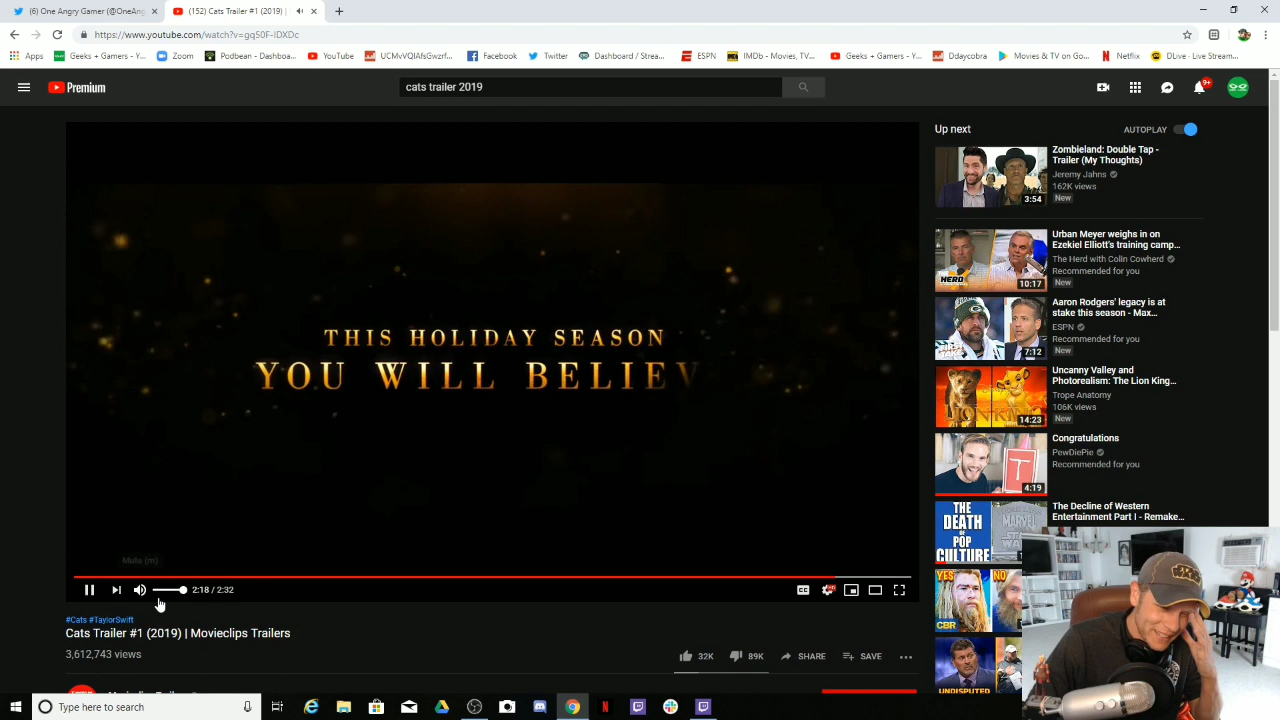 (6) One Angry Gamer (@OneAng
(152) Cats Trailer #1 (2019) |
https://www.youtube.com/watch?v=gq50F-IDXDc
Apps
Geeks + Gamers - Y...
Zoom
Podbean - Dashboa...
YouTube
UCMvVQIAfsGwzrf...
Facebook
Twitter
Dashboard / Strea...
ESPN
IMDb - Movies, TV...
Geeks + Gamers - Y...
Ddaycobra
Movies & TV on Go...
Netflix
DLive - Live Stream...
Premium
cats trailer 2019
9+
THIS HOLIDAY SEASON
YOU WILL BELIEV
Mute (m)
2:18 / 2:32
#Cats #TaylorSwift
Cats Trailer #1 (2019) | Movieclips Trailers
3,612,743 views
32K
89K
SHARE
SAVE
Up next
AUTOPLAY
Zombieland: Double Tap -
Trailer (My Thoughts)
Jeremy Jahns
162K views
New
3:54
Urban Meyer weighs in on
Ezekiel Elliott's training camp...
The Herd with Colin Cowherd
Recommended for you
New
THE HERD
10:17
Aaron Rodgers' legacy is at
stake this season - Max...
ESPN
Recommended for you
New
7:12
Uncanny Valley and
Photorealism: The Lion King...
Trope Anatomy
106K views
New
14:23
Congratulations
PewDiePie
Recommended for you
4:19
The Decline of Western
Entertainment Part I - Remake...
THE
DEATH
OF
POP
CULTURE
MARVEL
YES
NO
CBR
UNDISPUTED
Type here to search